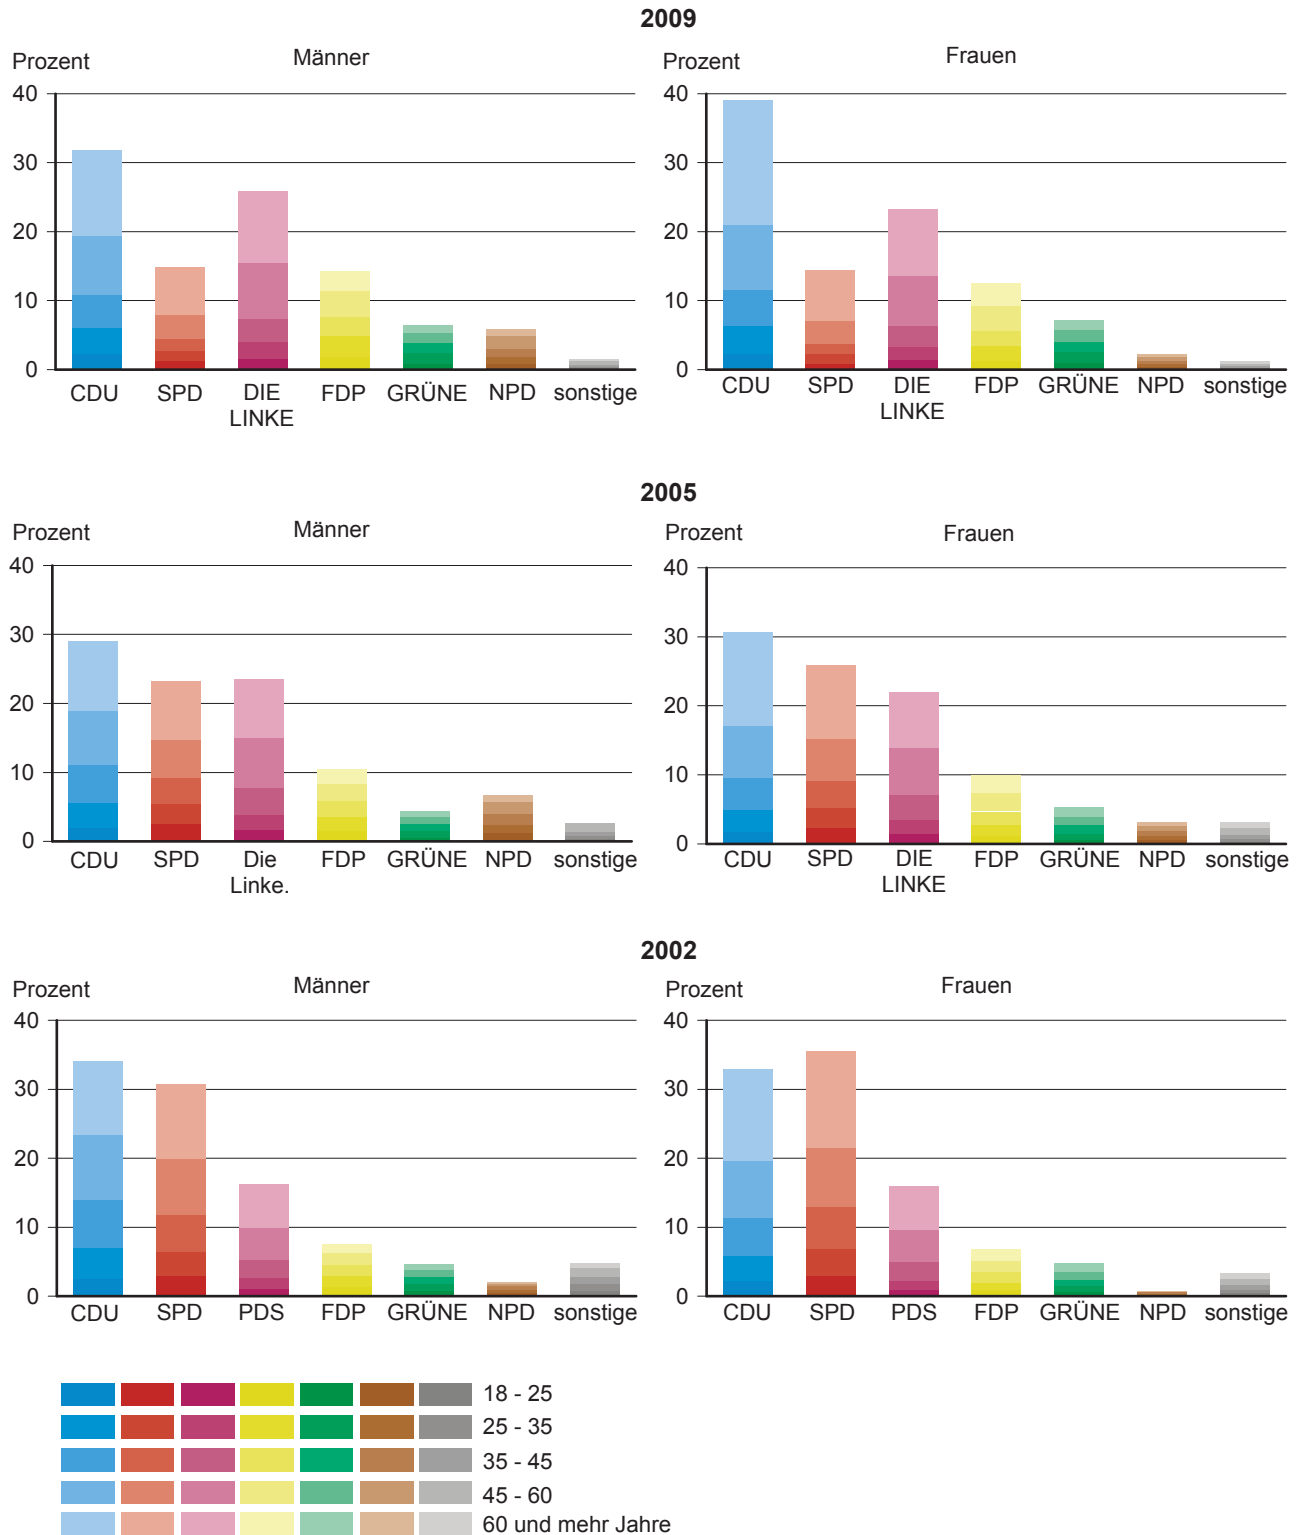 2009
Prozent Männer
40
30
20
10
0
CDU SPD DIE LINKE FDP GRÜNE NPD sonstige
Prozent Frauen
40
30
20
10
0
CDU SPD DIE LINKE FDP GRÜNE NPD sonstige
2005
Prozent Männer
40
30
20
10
0
CDU SPD Die Linke. FDP GRÜNE NPD sonstige
Prozent Frauen
40
30
20
10
0
CDU SPD DIE LINKE FDP GRÜNE NPD sonstige
2002
Prozent Männer
40
30
20
10
0
CDU SPD PDS FDP GRÜNE NPD sonstige
Prozent Frauen
40
30
20
10
0
CDU SPD PDS FDP GRÜNE NPD sonstige
18 - 25
25 - 35
35 - 45
45 - 60
60 und mehr Jahre